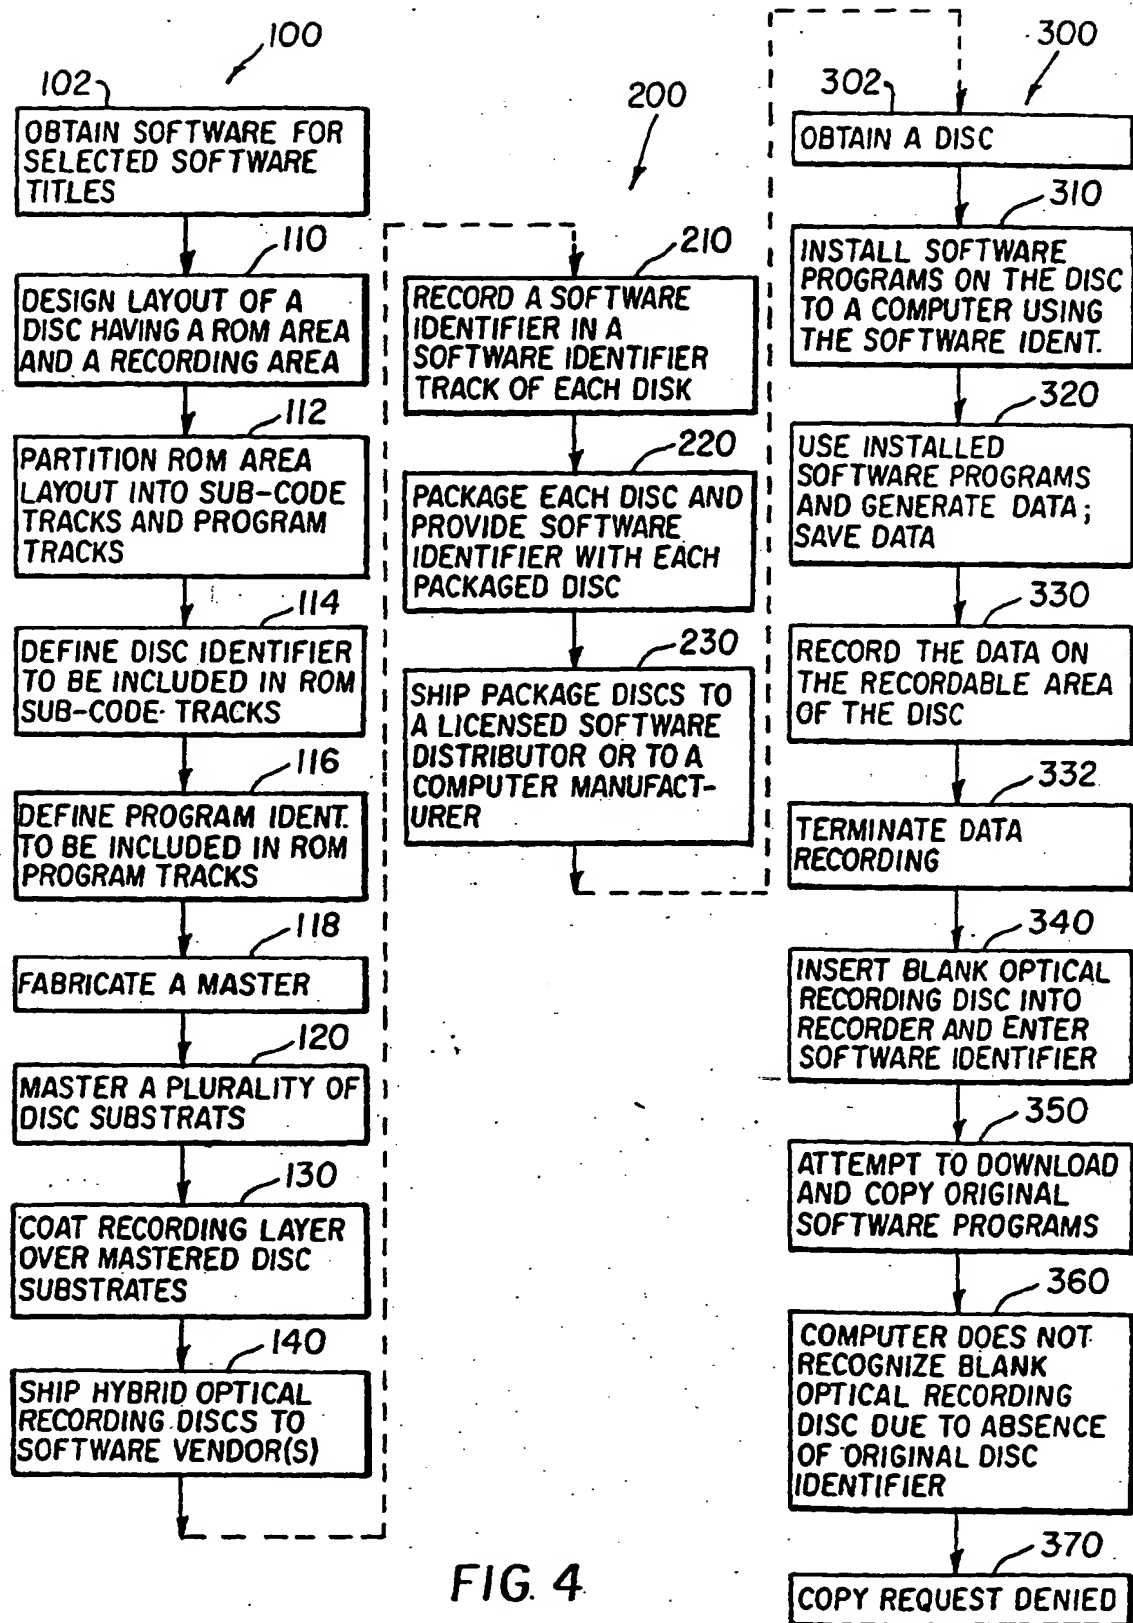 100
102
OBTAIN SOFTWARE FOR
SELECTED SOFTWARE
TITLES
110
DESIGN LAYOUT OF A
DISC HAVING A ROM AREA
AND A RECORDING AREA
112
PARTITION ROM AREA
LAYOUT INTO SUB-CODE
TRACKS AND PROGRAM
TRACKS
114
DEFINE DISC IDENTIFIER
TO BE INCLUDED IN ROM
SUB-CODE TRACKS
116
DEFINE PROGRAM IDENT.
TO BE INCLUDED IN ROM
PROGRAM TRACKS
118
FABRICATE A MASTER
120
MASTER A PLURALITY OF
DISC SUBSTRATS
130
COAT RECORDING LAYER
OVER MASTERED DISC
SUBSTRATES
140
SHIP HYBRID OPTICAL
RECORDING DISCS TO
SOFTWARE VENDOR(S)
200
210
RECORD A SOFTWARE
IDENTIFIER IN A
SOFTWARE IDENTIFIER
TRACK OF EACH DISK
220
PACKAGE EACH DISC AND
PROVIDE SOFTWARE
IDENTIFIER WITH EACH
PACKAGED DISC
230
SHIP PACKAGE DISCS TO
A LICENSED SOFTWARE
DISTRIBUTOR OR TO A
COMPUTER MANUFACT-
URER
300
302
OBTAIN A DISC
310
INSTALL SOFTWARE
PROGRAMS ON THE DISC
TO A COMPUTER USING
THE SOFTWARE IDENT.
320
USE INSTALLED
SOFTWARE PROGRAMS
AND GENERATE DATA;
SAVE DATA
330
RECORD THE DATA ON
THE RECORDABLE AREA
OF THE DISC
332
TERMINATE DATA
RECORDING
340
INSERT BLANK OPTICAL
RECORDING DISC INTO
RECORDER AND ENTER
SOFTWARE IDENTIFIER
350
ATTEMPT TO DOWNLOAD
AND COPY ORIGINAL
SOFTWARE PROGRAMS
360
COMPUTER DOES NOT
RECOGNIZE BLANK
OPTICAL RECORDING
DISC DUE TO ABSENCE
OF ORIGINAL DISC
IDENTIFIER
370
COPY REQUEST DENIED
FIG. 4